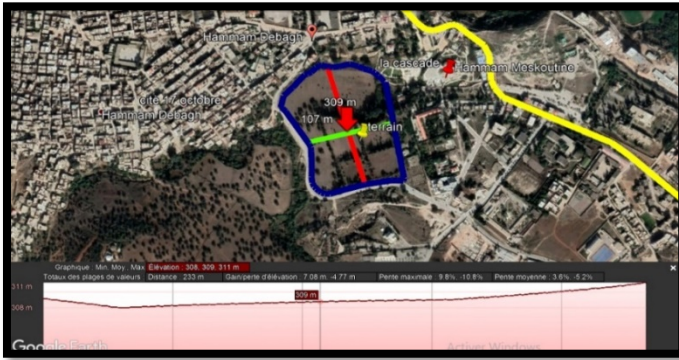 Hammam Debagh
la cascade
Hammam Meskoutine
cité 17 octobre
309 m
Hammam Debagh
107 m
terrain
Graphique : Min, Moy., Max Élévation : 308, 309, 311 m
Totaux des plages de valeurs : Distance : 233 m Gain/perte d'élévation : 7.08 m, -4.77 m Pente maximale : 9.8%, -10.8% Pente moyenne : 3.6%, -5.2%
311 m
309 m
308 m
Google Earth
Activer Windows